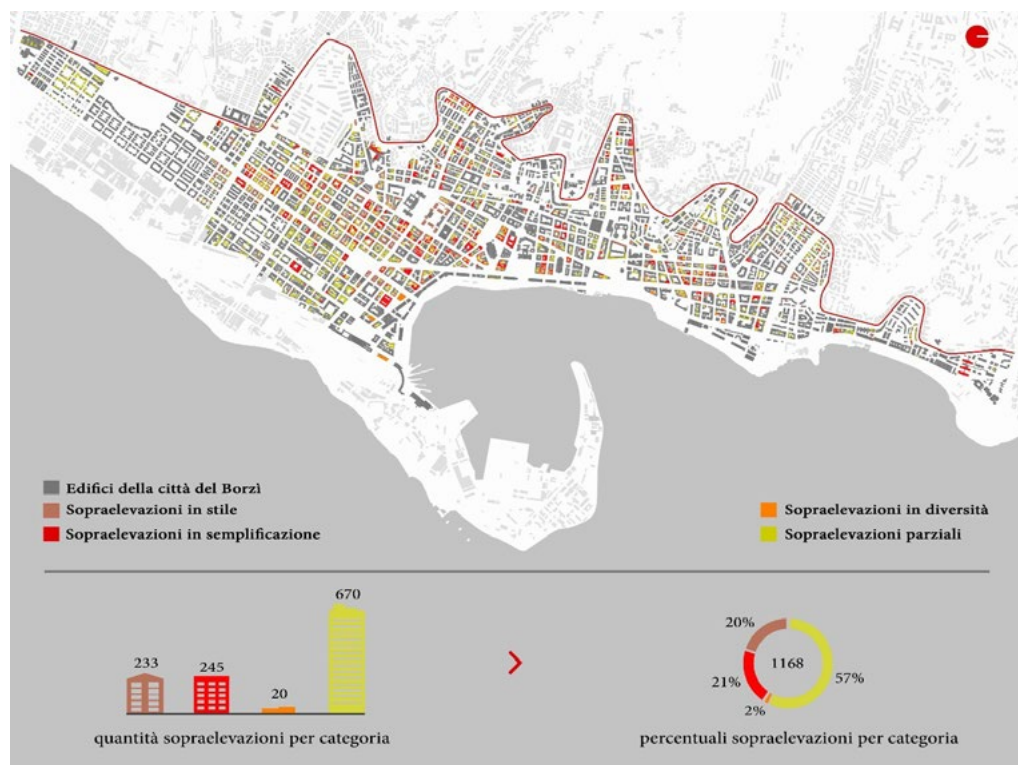 Edifici della città del Borzì
Sopraelevazioni in stile
Sopraelevazioni in semplificazione
Sopraelevazioni in diversità
Sopraelevazioni parziali
233
245
20
670
quantità sopraelevazioni per categoria
20%
21%
2%
57%
1168
percentuali sopraelevazioni per categoria